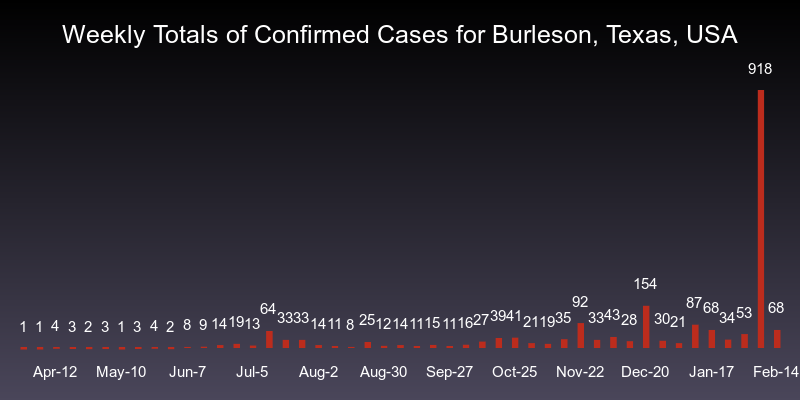 Weekly Totals of Confirmed Cases for Burleson, Texas, USA
918
154
92 87
64 68 68
1 1 4 3 2 3 1 3 4 2 8 9 14 19 13 33 33 14 11 8 25 12 14 11 15 11 16 27 39 41 21 19 35 33 43 28 30 21 34 53
Apr-12 May-10 Jun-7 Jul-5 Aug-2 Aug-30 Sep-27 Oct-25 Nov-22 Dec-20 Jan-17 Feb-14